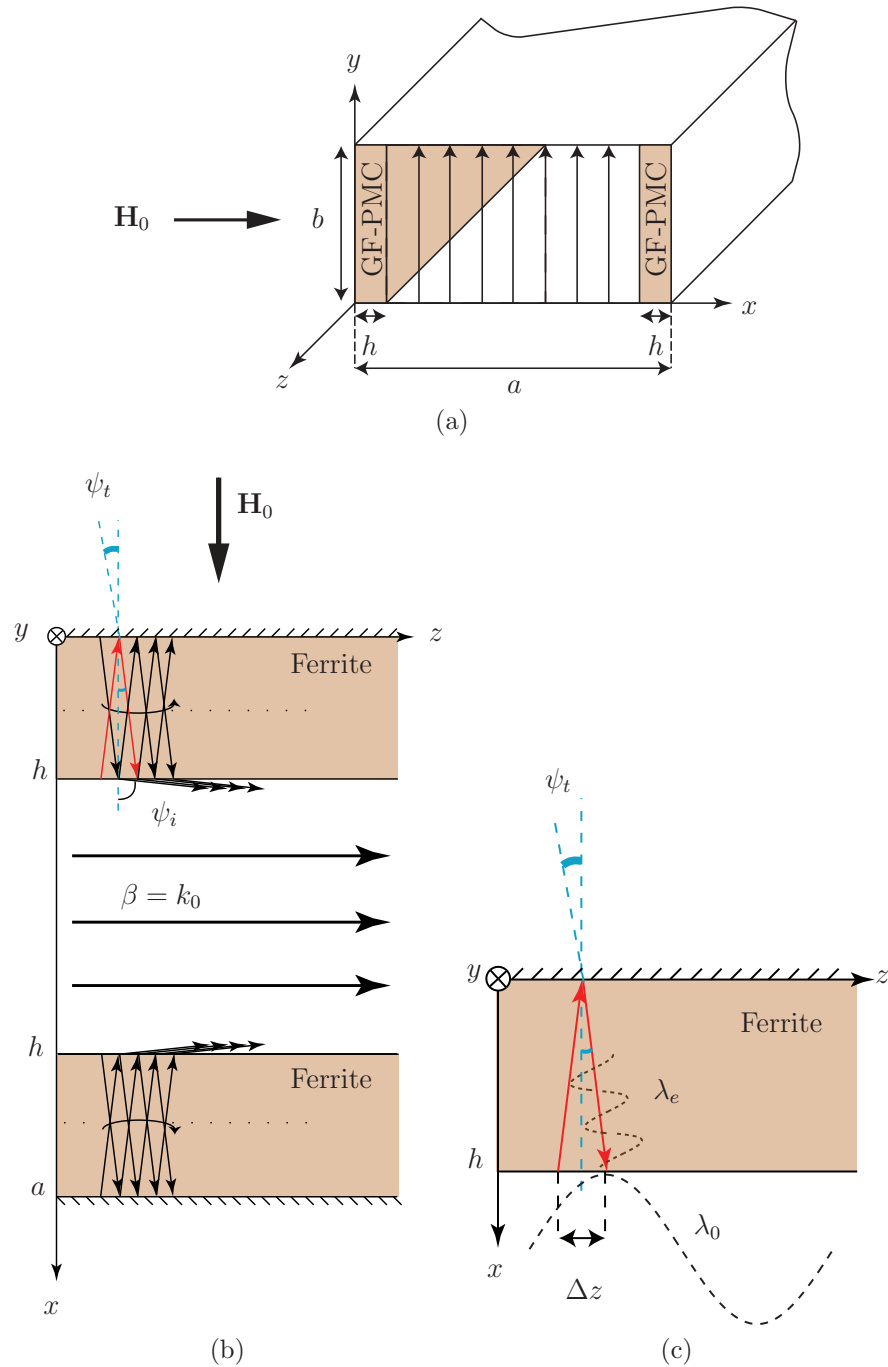 y
H₀
b
GF-PMC
GF-PMC
x
h
h
z
a
(a)
ψₜ
H₀
y
z
Ferrite
h
ψᵢ
β = k₀
h
Ferrite
a
x
(b)
ψₜ
y
z
Ferrite
λₑ
h
λ₀
x
Δz
(c)